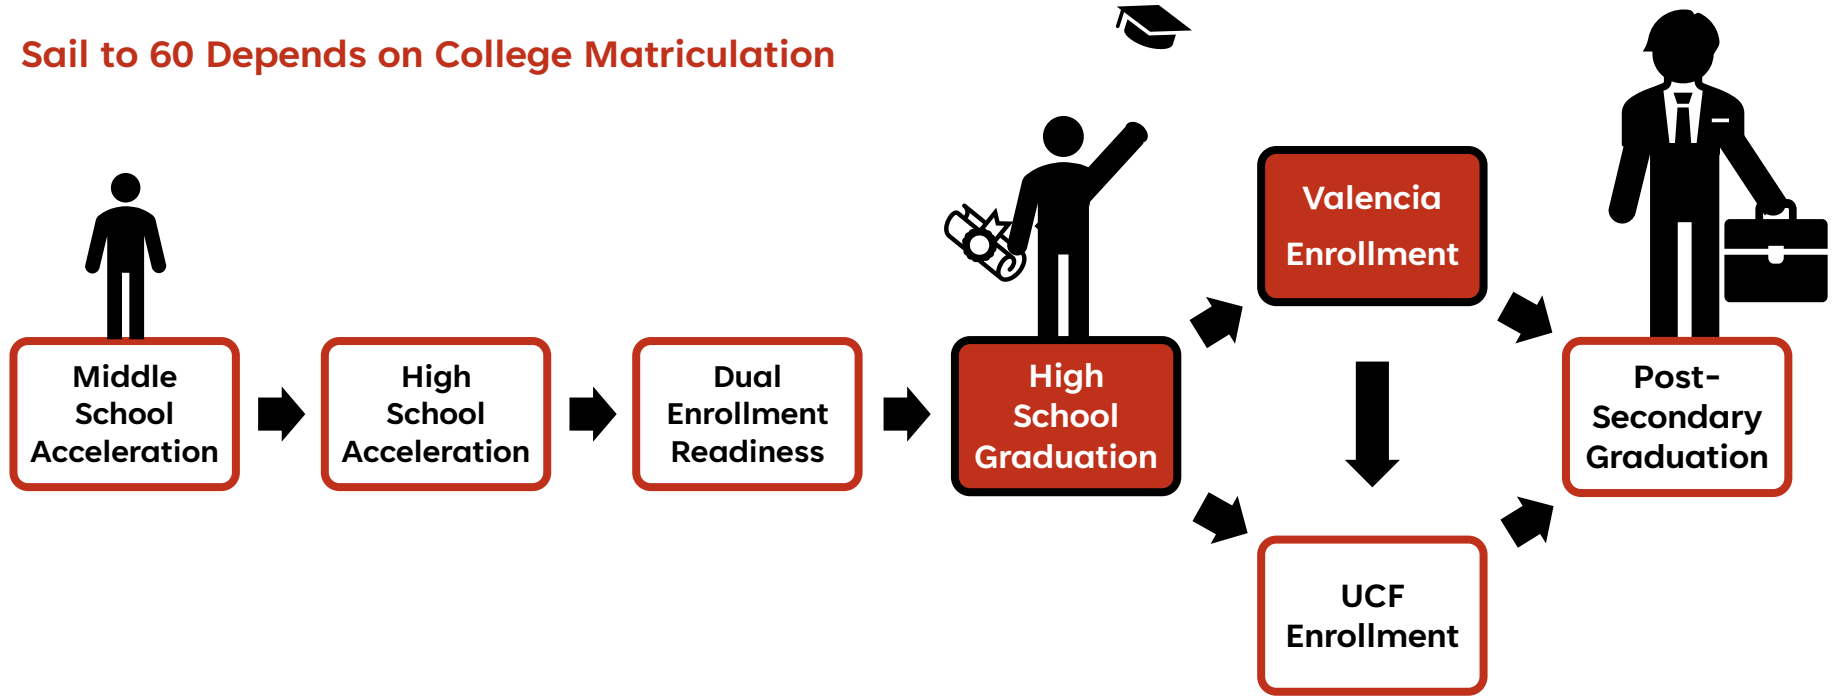 Sail to 60 Depends on College Matriculation
Middle
School
Acceleration
High
School
Acceleration
Dual
Enrollment
Readiness
High
School
Graduation
Valencia
Enrollment
UCF
Enrollment
Post-
Secondary
Graduation